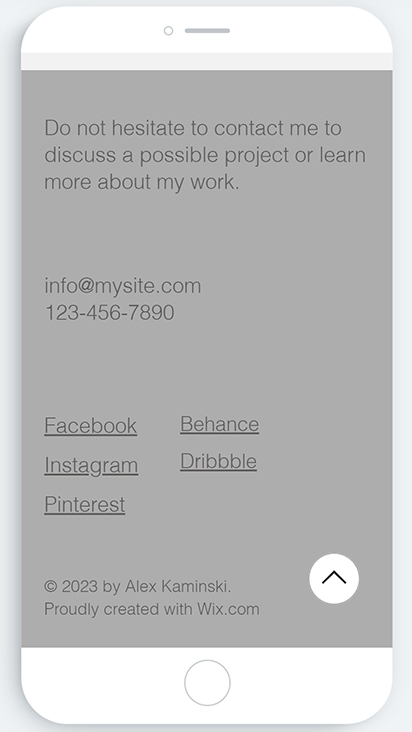 Do not hesitate to contact me to
discuss a possible project or learn
more about my work.
info@mysite.com
123-456-7890
Facebook
Instagram
Pinterest
Behance
Dribbble
© 2023 by Alex Kaminski.
Proudly created with Wix.com